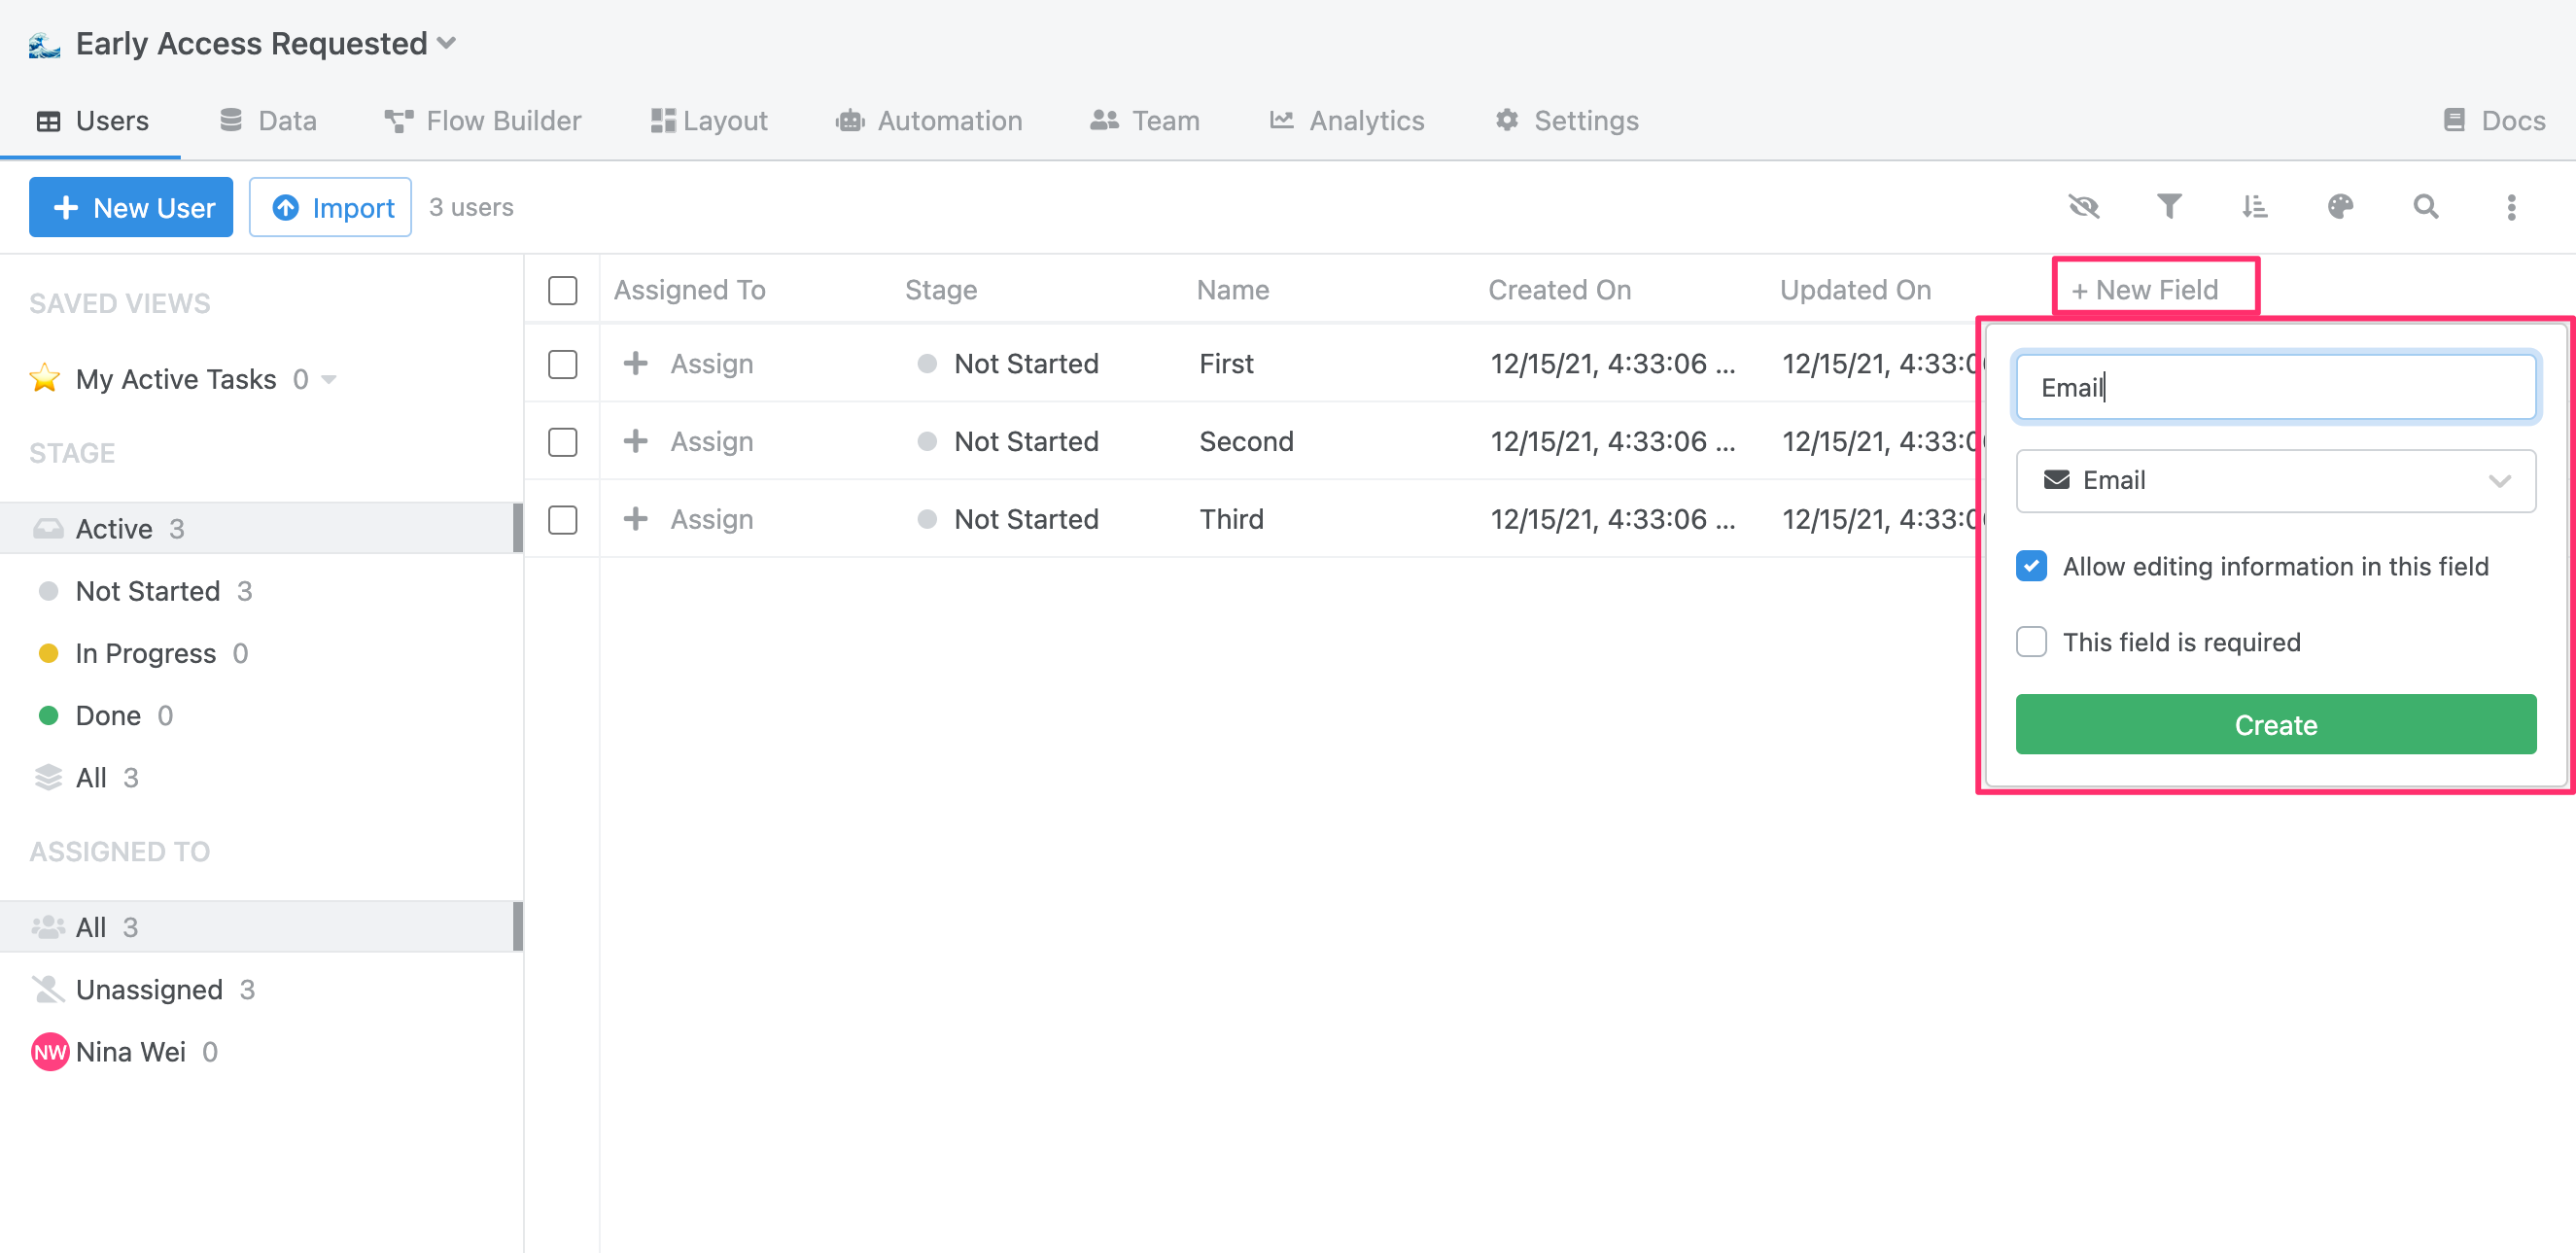 Early Access Requested
Users Data Flow Builder Layout Automation Team Analytics Settings Docs
+ New User Import 3 users
SAVED VIEWS
My Active Tasks 0
STAGE
Active 3
Not Started 3
In Progress 0
Done 0
All 3
ASSIGNED TO
All 3
Unassigned 3
NW Nina Wei 0
Assigned To Stage Name Created On Updated On + New Field
+ Assign Not Started First 12/15/21, 4:33:06 ... 12/15/21, 4:33:0
+ Assign Not Started Second 12/15/21, 4:33:06 ... 12/15/21, 4:33:0
+ Assign Not Started Third 12/15/21, 4:33:06 ... 12/15/21, 4:33:0
Email
Email
Allow editing information in this field
This field is required
Create